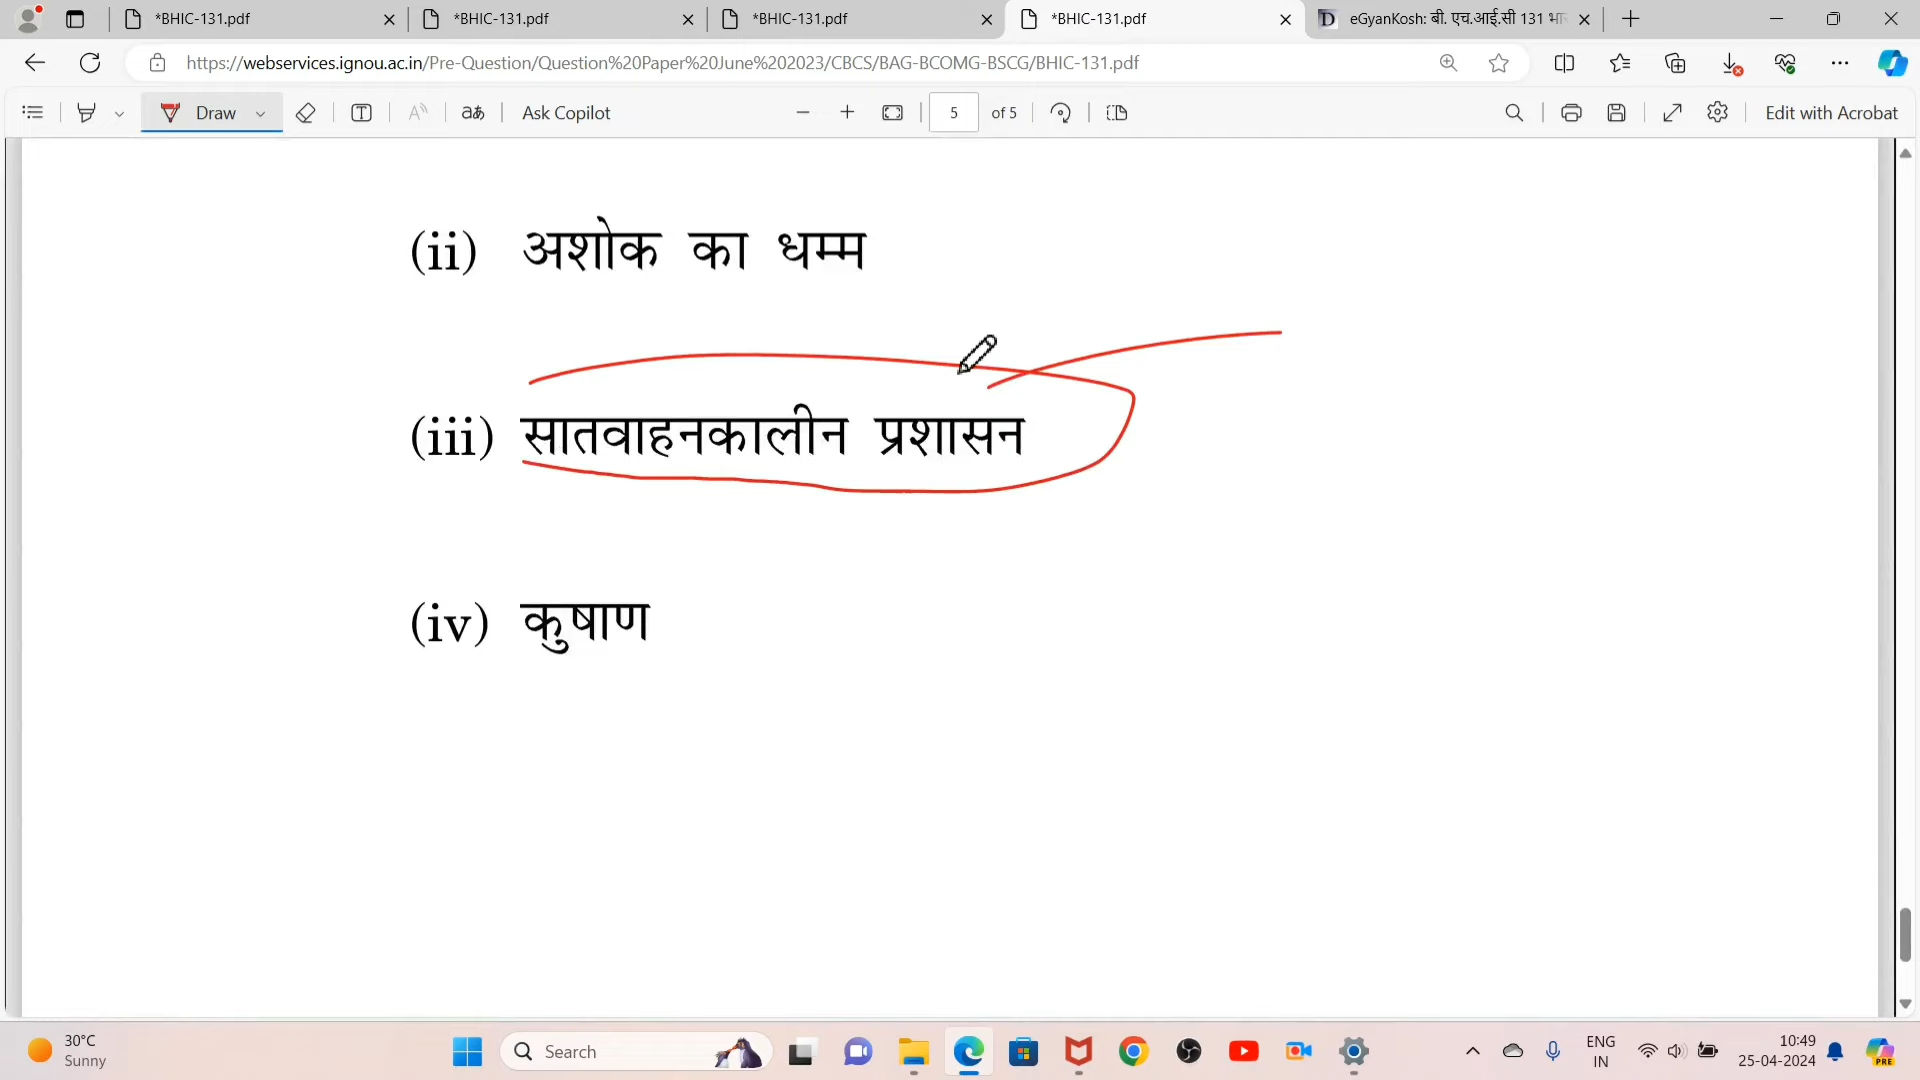 *BHIC-131.pdf *BHIC-131.pdf *BHIC-131.pdf *BHIC-131.pdf eGyanKosh: बी. एच.आई.सी 131 भा
https://webservices.ignou.ac.in/Pre-Question/Question%20Paper%20June%202023/CBCS/BAG-BCOMG-BSCG/BHIC-131.pdf
Draw T aあ Ask Copilot 5 of 5 Edit with Acrobat
(ii) अशोक का धम्म
(iii) सातवाहनकालीन प्रशासन
(iv) कुषाण
30°C
Sunny
Search
ENG
IN
10:49
25-04-2024
PRE